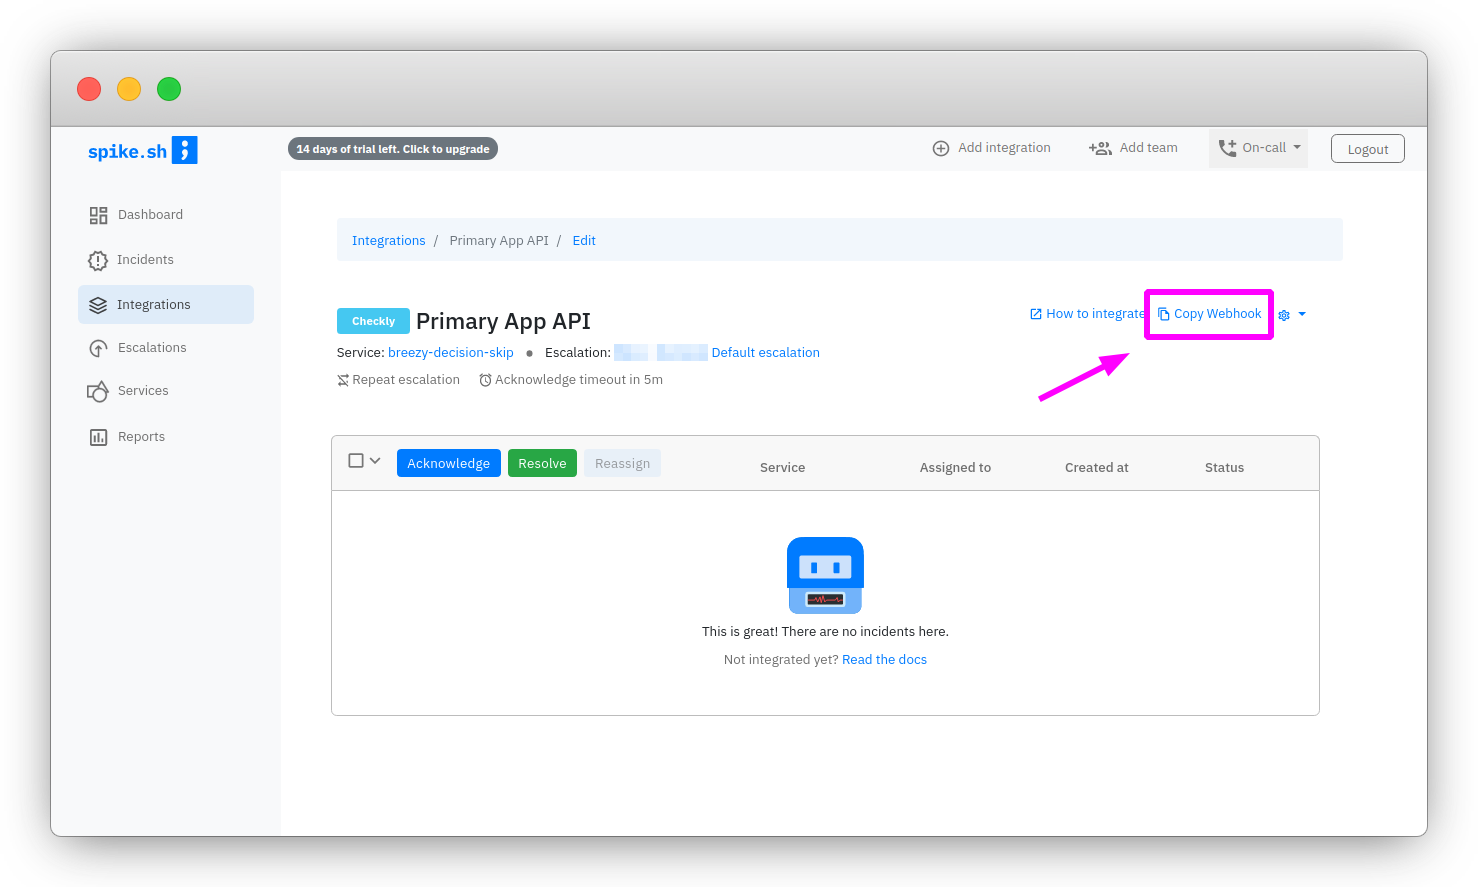 spike.sh
14 days of trial left. Click to upgrade
Add integration
Add team
On-call
Logout
Dashboard
Incidents
Integrations
Escalations
Services
Reports
Integrations / Primary App API / Edit
Checkly Primary App API
How to integrate
Copy Webhook
Service: breezy-decision-skip • Escalation: Default escalation
Repeat escalation Acknowledge timeout in 5m
Acknowledge Resolve Reassign Service Assigned to Created at Status
This is great! There are no incidents here.
Not integrated yet? Read the docs